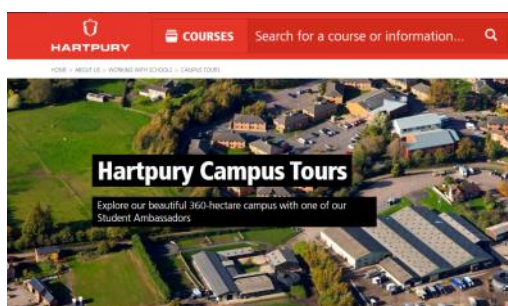 HARTPURY
COURSES
Search for a course or information...
HOME > ABOUT US > WORKING WITH SCHOOLS > CAMPUS TOURS
Hartpury Campus Tours
Explore our beautiful 360-hectare campus with one of our
Student Ambassadors